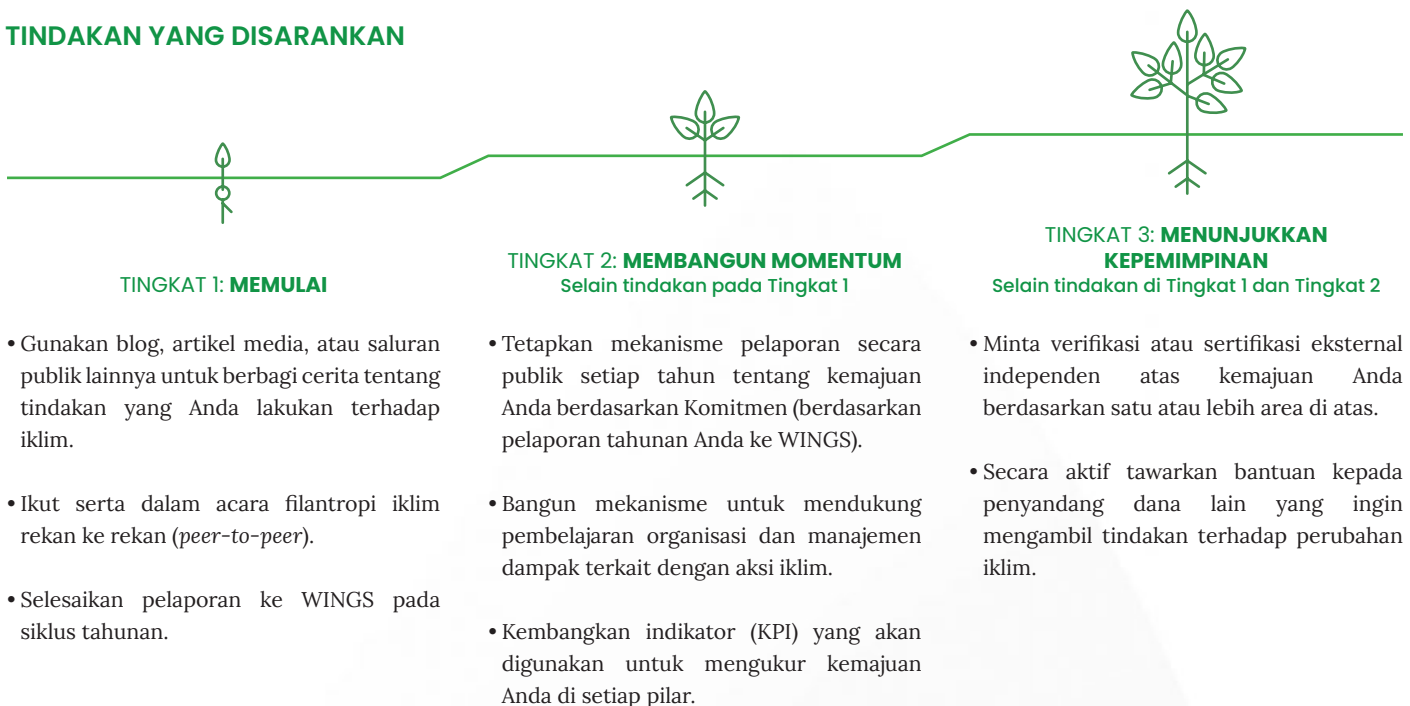 TINDAKAN YANG DISARANKAN
TINGKAT 1: MEMULAI
• Gunakan blog, artikel media, atau saluran
publik lainnya untuk berbagi cerita tentang
tindakan yang Anda lakukan terhadap
iklim.
• Ikut serta dalam acara filantropi iklim
rekan ke rekan (peer-to-peer).
• Selesaikan pelaporan ke WINGS pada
siklus tahunan.
TINGKAT 2: MEMBANGUN MOMENTUM
Selain tindakan pada Tingkat 1
• Tetapkan mekanisme pelaporan secara
publik setiap tahun tentang kemajuan
Anda berdasarkan Komitmen (berdasarkan
pelaporan tahunan Anda ke WINGS).
• Bangun mekanisme untuk mendukung
pembelajaran organisasi dan manajemen
dampak terkait dengan aksi iklim.
• Kembangkan indikator (KPI) yang akan
digunakan untuk mengukur kemajuan
Anda di setiap pilar.
TINGKAT 3: MENUNJUKKAN
KEPEMIMPINAN
Selain tindakan di Tingkat 1 dan Tingkat 2
• Minta verifikasi atau sertifikasi eksternal
independen atas kemajuan Anda
berdasarkan satu atau lebih area di atas.
• Secara aktif tawarkan bantuan kepada
penyandang dana lain yang ingin
mengambil tindakan terhadap perubahan
iklim.